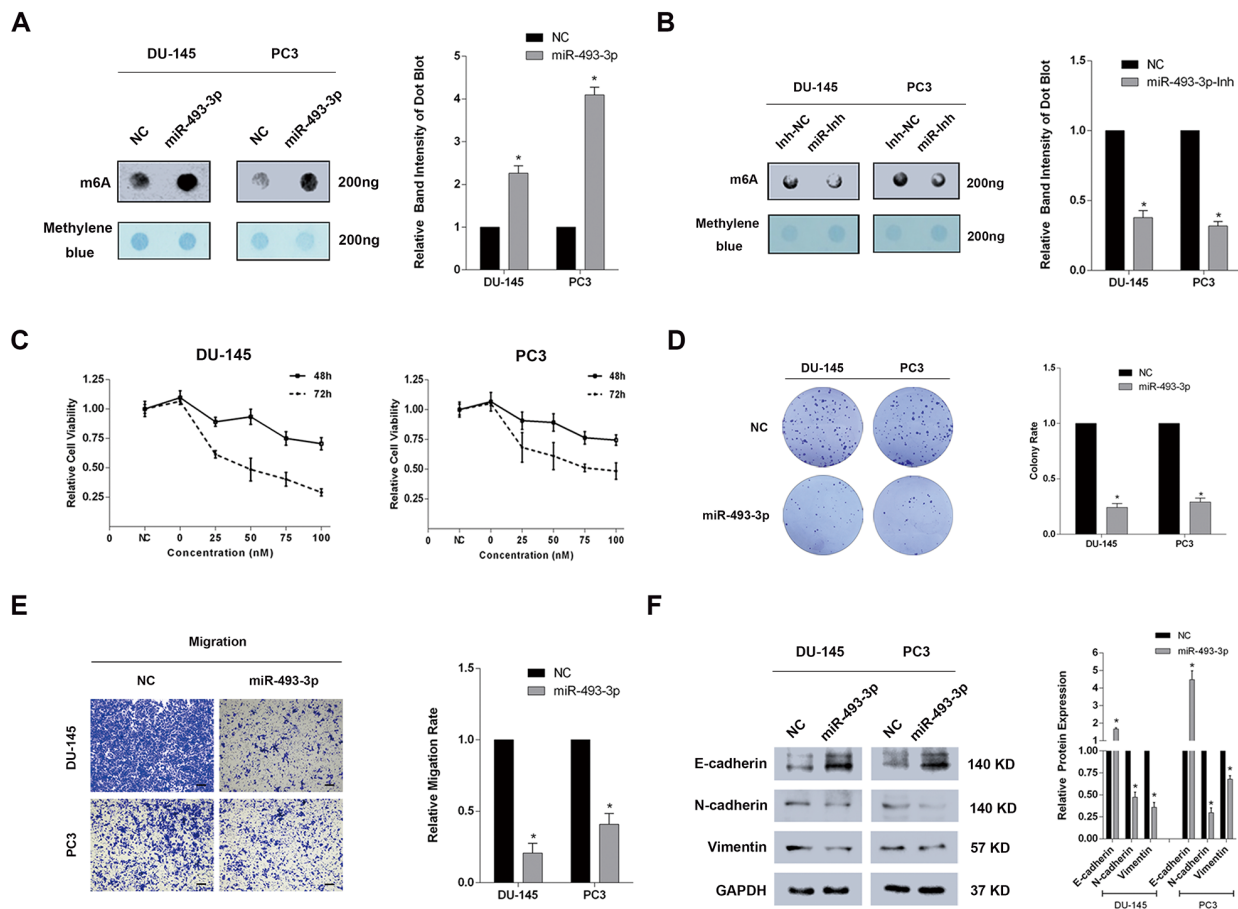 A
DU-145 PC3
NC miR-493-3p NC miR-493-3p
m6A 200ng
Methylene
blue 200ng
NC
miR-493-3p
Relative Band Intensity of Dot Blot
5
4
3
2
1
0
* *
DU-145 PC3
B
DU-145 PC3
Inh-NC miR-Inh Inh-NC miR-Inh
m6A 200ng
Methylene
blue 200ng
NC
miR-493-3p-Inh
Relative Band Intensity of Dot Blot
1.5
1.0
0.5
0.0
* *
DU-145 PC3
C
DU-145
48h
72h
Relative Cell Viability
1.25
1.00
0.75
0.50
0.25
0 NC 0 25 50 75 100
Concentration (nM)
PC3
48h
72h
Relative Cell Viability
1.25
1.00
0.75
0.50
0.25
0 NC 0 25 50 75 100
Concentration (nM)
D
DU-145 PC3
NC
miR-493-3p
NC
miR-493-3p
Colony Rate
1.5
1.0
0.5
0.0
* *
DU-145 PC3
E
Migration
NC miR-493-3p
DU-145
PC3
NC
miR-493-3p
Relative Migation Rate
1.5
1.0
0.5
0.0
* *
DU-145 PC3
F
DU-145 PC3
NC miR-493-3p NC miR-493-3p
E-cadherin 140 KD
N-cadherin 140 KD
Vimentin 57 KD
GAPDH 37 KD
NC
miR-493-3p
Relative Protein Expression
6
5
4
3
2
1
1.00
0.75
0.50
0.25
0.00
* * * * * *
E-cadherin N-cadherin Vimentin E-cadherin N-cadherin Vimentin
DU-145 PC3